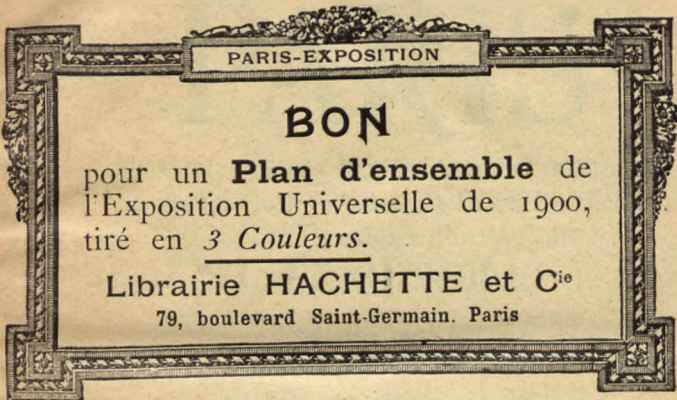 PARIS-EXPOSITION
BON
pour un Plan d'ensemble de
l'Exposition Universelle de 1900,
tiré en 3 Couleurs.
Librairie HACHETTE et Cie
79, boulevard Saint-Germain. Paris